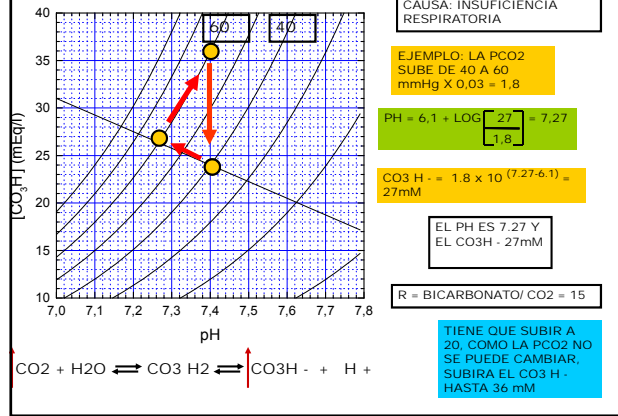 CAUSA: INSUFICIENCIA
RESPIRATORIA
60 40
EJEMPLO: LA PCO2
SUBE DE 40 A 60
mmHg X 0,03 = 1,8
PH = 6,1 + LOG [ 27 / 1,8 ] = 7,27
CO3 H - = 1.8 x 10 (7.27-6.1) =
27mM
EL PH ES 7.27 Y
EL CO3H - 27mM
R = BICARBONATO/ CO2 = 15
TIENE QUE SUBIR A
20, COMO LA PCO2 NO
SE PUEDE CAMBIAR,
SUBIRA EL CO3 H -
HASTA 36 mM
[CO3H] (mEq/l)
40
35
30
25
20
15
10
7,0 7,1 7,2 7,3 7,4 7,5 7,6 7,7 7,8
pH
CO2 + H2O ⇌ CO3 H2 ⇌ CO3H - + H +